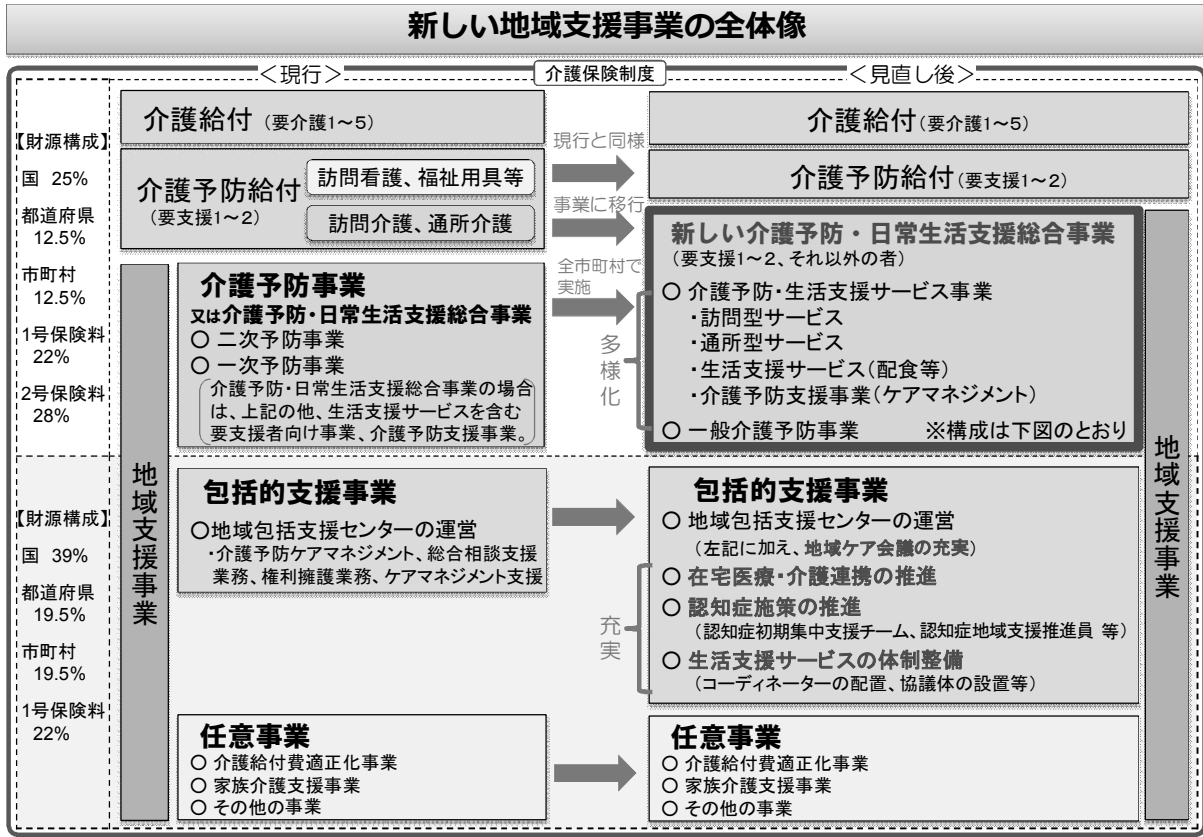 新しい地域支援事業の全体像
＜現行＞
介護保険制度
＜見直し後＞
【財源構成】
国 25%
都道府県
12.5%
市町村
12.5%
1号保険料
22%
2号保険料
28%
介護給付 （要介護1～5）
介護予防給付
（要支援1～2）
訪問看護、福祉用具等
訪問介護、通所介護
現行と同様
事業に移行
全市町村で
実施
多様化
介護給付（要介護1～5）
介護予防給付（要支援1～2）
地域支援事業
介護予防事業
又は介護予防・日常生活支援総合事業
○ 二次予防事業
○ 一次予防事業
介護予防・日常生活支援総合事業の場合
は、上記の他、生活支援サービスを含む
要支援者向け事業、介護予防支援事業。
新しい介護予防・日常生活支援総合事業
（要支援1～2、それ以外の者）
○ 介護予防・生活支援サービス事業
・訪問型サービス
・通所型サービス
・生活支援サービス（配食等）
・介護予防支援事業（ケアマネジメント）
○ 一般介護予防事業 ※構成は下図のとおり
地域支援事業
【財源構成】
国 39%
都道府県
19.5%
市町村
19.5%
1号保険料
22%
包括的支援事業
○地域包括支援センターの運営
・介護予防ケアマネジメント、総合相談支援
業務、権利擁護業務、ケアマネジメント支援
充実
包括的支援事業
○ 地域包括支援センターの運営
（左記に加え、地域ケア会議の充実）
○ 在宅医療・介護連携の推進
○ 認知症施策の推進
（認知症初期集中支援チーム、認知症地域支援推進員 等）
○ 生活支援サービスの体制整備
（コーディネーターの配置、協議体の設置等）
任意事業
○ 介護給付費適正化事業
○ 家族介護支援事業
○ その他の事業
任意事業
○ 介護給付費適正化事業
○ 家族介護支援事業
○ その他の事業